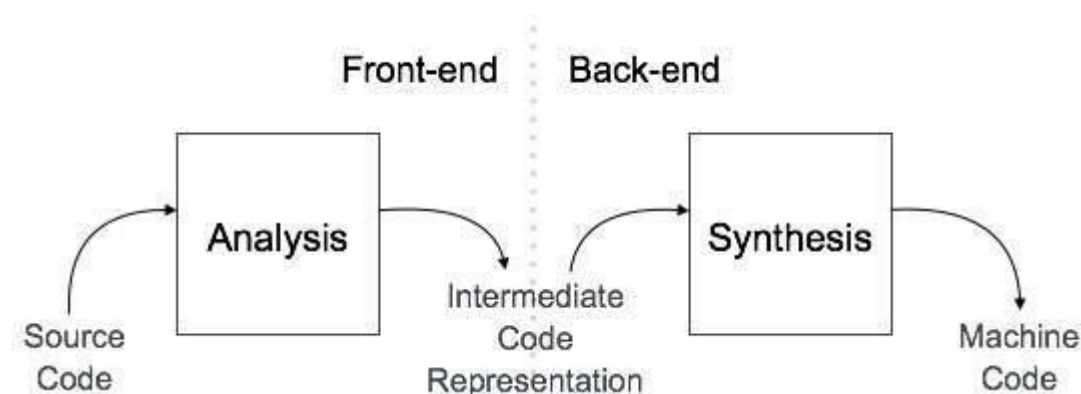 Front-end
Back-end
Analysis
Synthesis
Source
Code
Intermediate
Code
Representation
Machine
Code